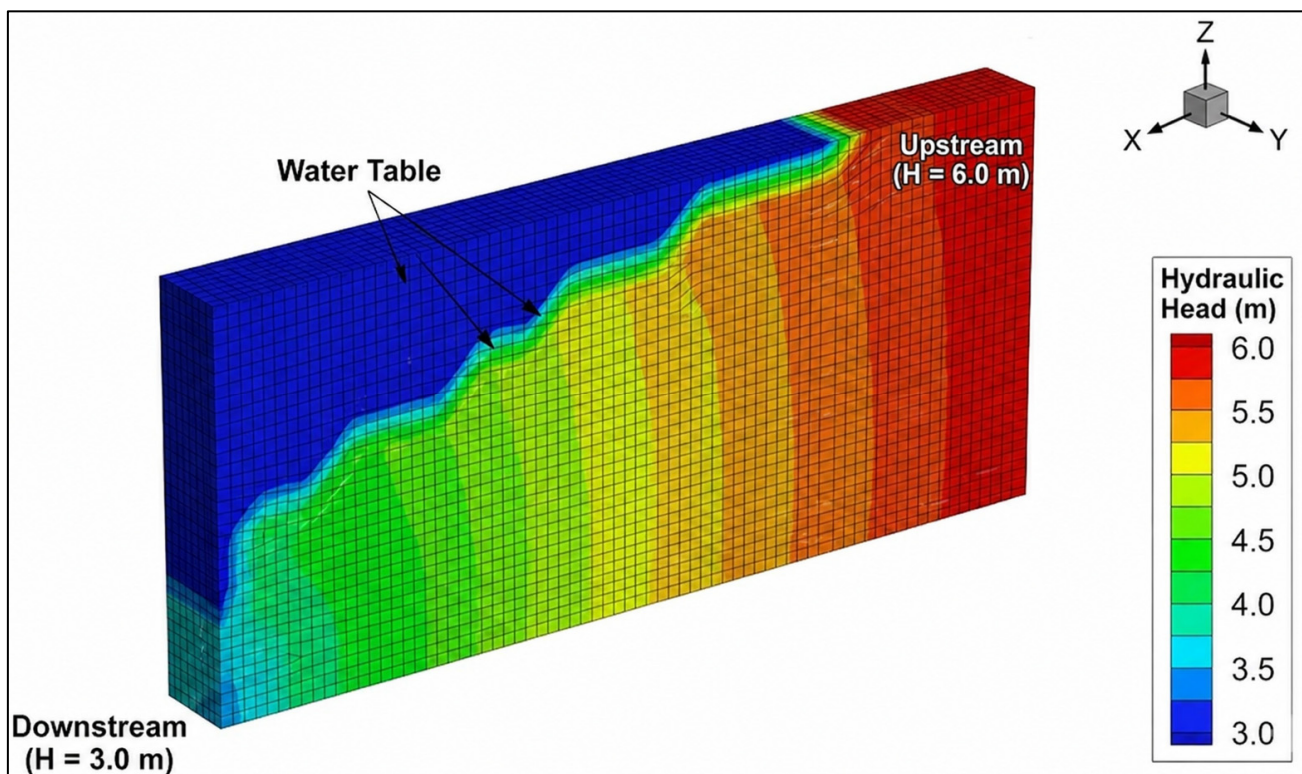 Z
X
Y
Water Table
Upstream
(H = 6.0 m)
Hydraulic
Head (m)
6.0
5.5
5.0
4.5
4.0
3.5
3.0
Downstream
(H = 3.0 m)